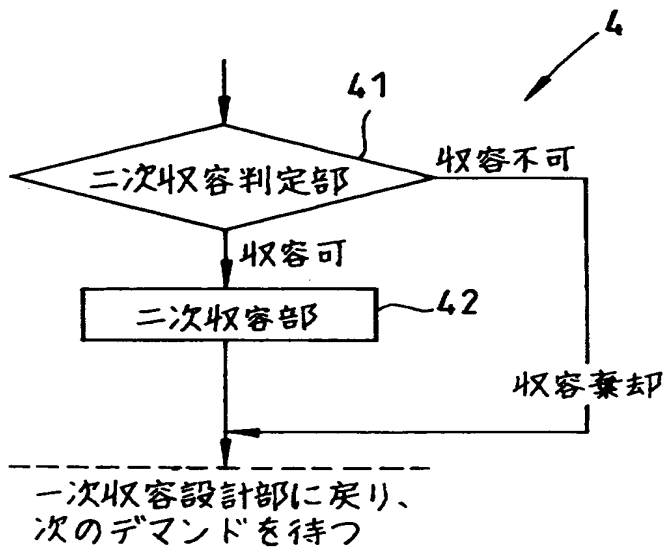 4
41
二次収容判定部
収容不可
収容可
二次収容部
42
収容棄却
一次収容設計部に戻り、
次のデマンドを待つ